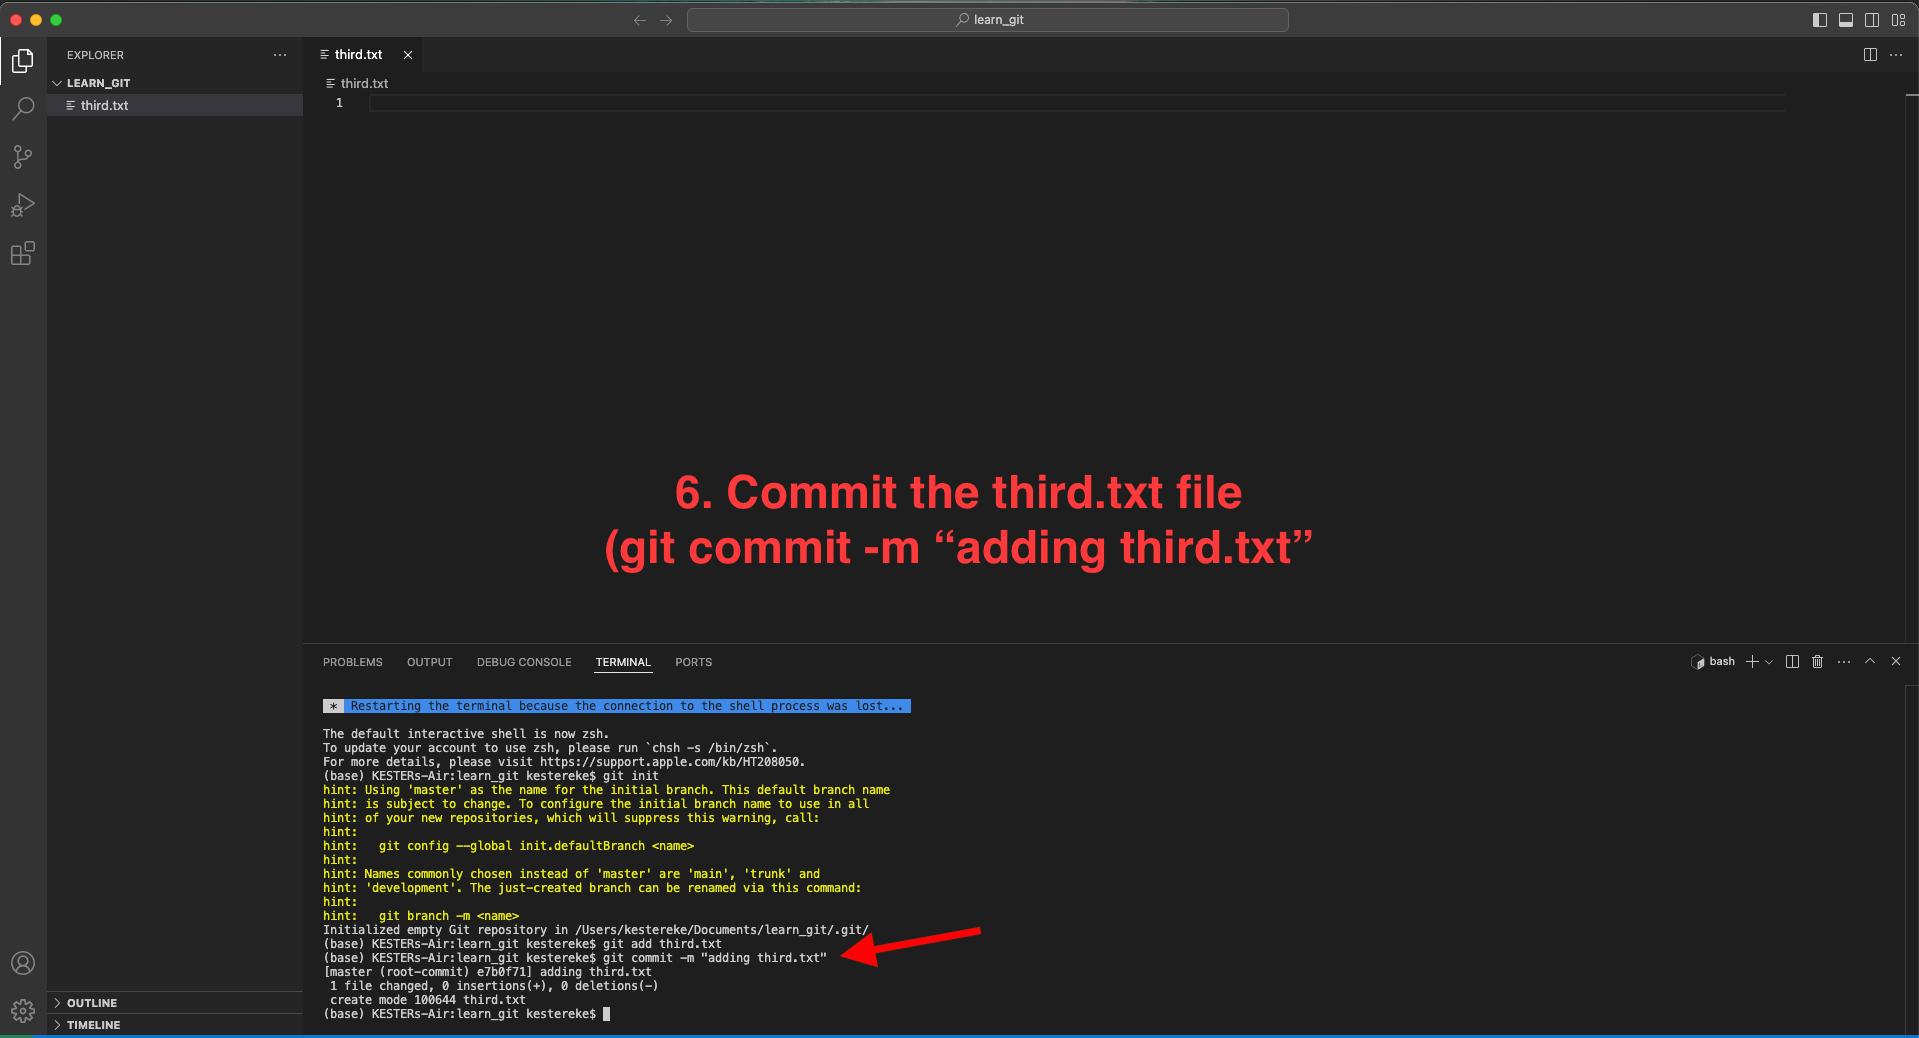 learn_git
EXPLORER
LEARN_GIT
third.txt
OUTLINE
TIMELINE
third.txt
third.txt
1
6. Commit the third.txt file
(git commit -m “adding third.txt”
PROBLEMS OUTPUT DEBUG CONSOLE TERMINAL PORTS
bash
* Restarting the terminal because the connection to the shell process was lost...
The default interactive shell is now zsh.
To update your account to use zsh, please run `chsh -s /bin/zsh`.
For more details, please visit https://support.apple.com/kb/HT208050.
(base) KESTERs-Air:learn_git kestereke$ git init
hint: Using 'master' as the name for the initial branch. This default branch name
hint: is subject to change. To configure the initial branch name to use in all
hint: of your new repositories, which will suppress this warning, call:
hint:
hint:   git config --global init.defaultBranch <name>
hint:
hint: Names commonly chosen instead of 'master' are 'main', 'trunk' and
hint: 'development'. The just-created branch can be renamed via this command:
hint:
hint:   git branch -m <name>
Initialized empty Git repository in /Users/kestereke/Documents/learn_git/.git/
(base) KESTERs-Air:learn_git kestereke$ git add third.txt
(base) KESTERs-Air:learn_git kestereke$ git commit -m "adding third.txt"
[master (root-commit) e7b0f71] adding third.txt
 1 file changed, 0 insertions(+), 0 deletions(-)
 create mode 100644 third.txt
(base) KESTERs-Air:learn_git kestereke$